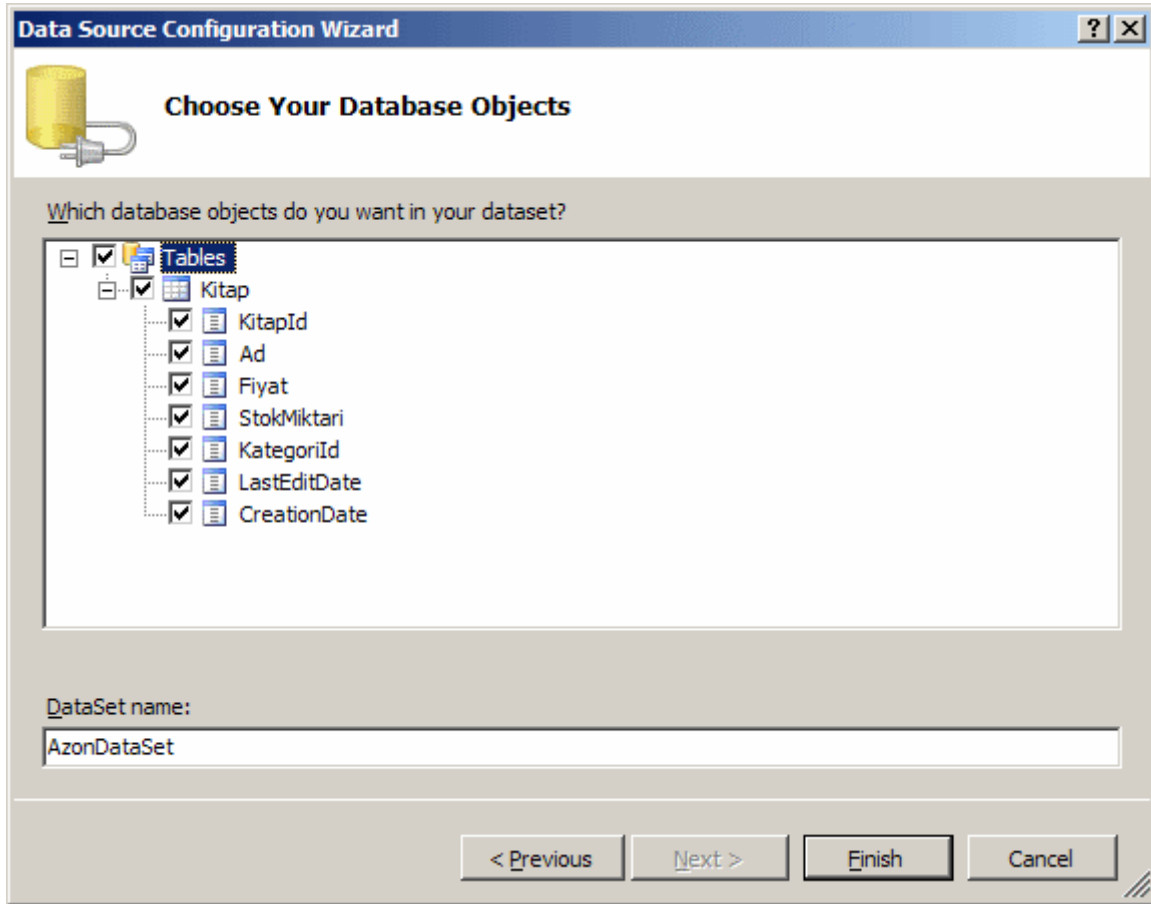 Data Source Configuration Wizard
Choose Your Database Objects
Which database objects do you want in your dataset?
Tables
Kitap
KitapId
Ad
Fiyat
StokMiktari
KategoriId
LastEditDate
CreationDate
DataSet name:
AzonDataSet
< Previous Next > Finish Cancel